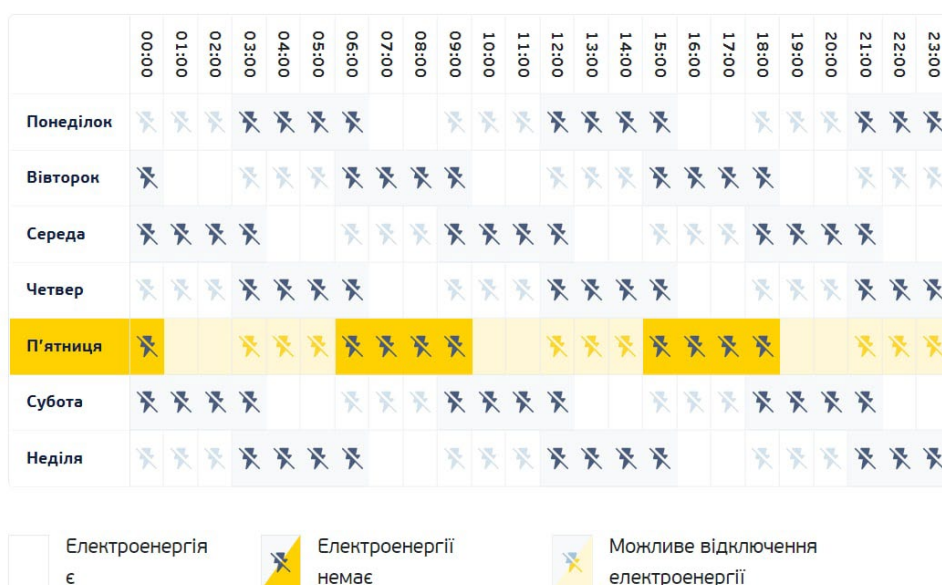 00:00 01:00 02:00 03:00 04:00 05:00 06:00 07:00 08:00 09:00 10:00 11:00 12:00 13:00 14:00 15:00 16:00 17:00 18:00 19:00 20:00 21:00 22:00 23:00
Понеділок
Вівторок
Середа
Четвер
П’ятниця
Субота
Неділя
Електроенергія Електроенергії Можливе відключення
є немає електроенергії